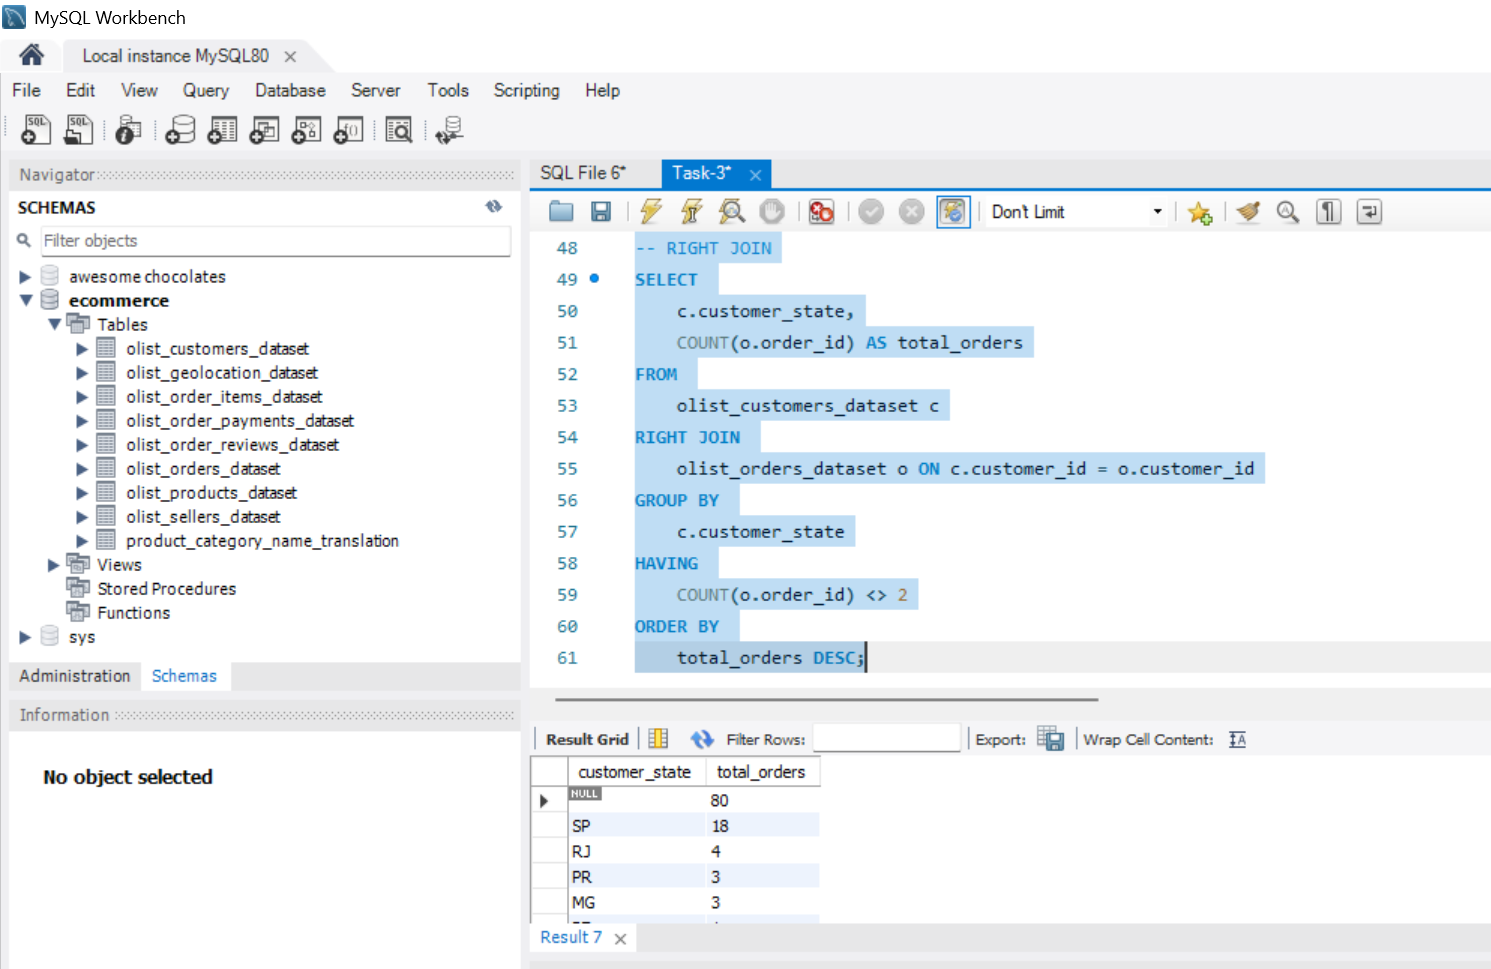 MySQL Workbench
Local instance MySQL80
File Edit View Query Database Server Tools Scripting Help
SQL SQL
Navigator
SCHEMAS
Filter objects
awesome chocolates
ecommerce
Tables
olist_customers_dataset
olist_geolocation_dataset
olist_order_items_dataset
olist_order_payments_dataset
olist_order_reviews_dataset
olist_orders_dataset
olist_products_dataset
olist_sellers_dataset
product_category_name_translation
Views
Stored Procedures
Functions
sys
Administration Schemas
Information
No object selected
SQL File 6* Task-3*
Don't Limit
48 -- RIGHT JOIN
49 SELECT
50 c.customer_state,
51 COUNT(o.order_id) AS total_orders
52 FROM
53 olist_customers_dataset c
54 RIGHT JOIN
55 olist_orders_dataset o ON c.customer_id = o.customer_id
56 GROUP BY
57 c.customer_state
58 HAVING
59 COUNT(o.order_id) <> 2
60 ORDER BY
61 total_orders DESC;
Result Grid Filter Rows: Export: Wrap Cell Content: IA
customer_state total_orders
NULL 80
SP 18
RJ 4
PR 3
MG 3
Result 7